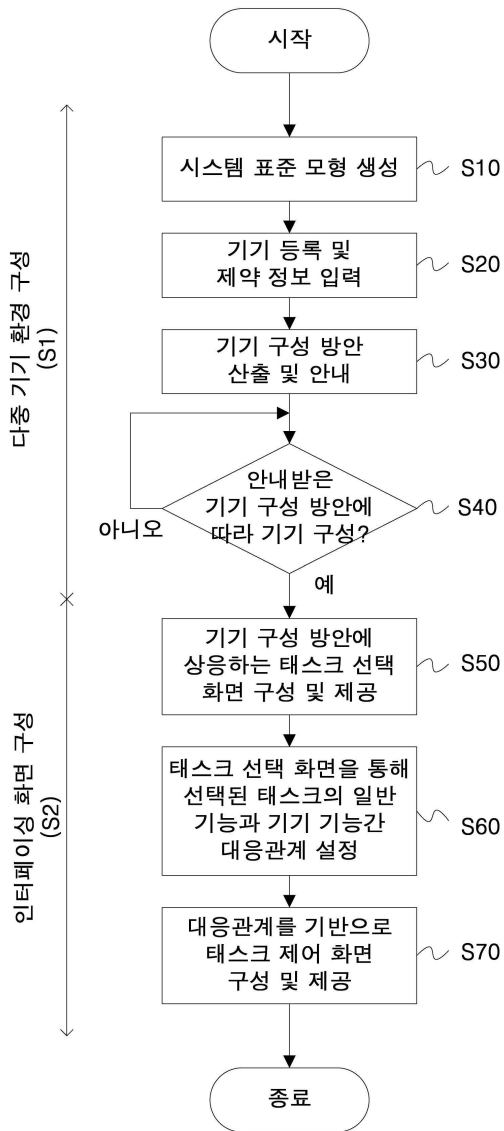 시작
다중 기기 환경 구성
(S1)
시스템 표준 모형 생성
S10
기기 등록 및
제약 정보 입력
S20
기기 구성 방안
산출 및 안내
S30
안내받은
기기 구성 방안에
따라 기기 구성?
S40
아니오
예
인터페이싱 화면 구성
(S2)
기기 구성 방안에
상응하는 태스크 선택
화면 구성 및 제공
S50
태스크 선택 화면을 통해
선택된 태스크의 일반
기능과 기기 기능간
대응관계 설정
S60
대응관계를 기반으로
태스크 제어 화면
구성 및 제공
S70
종료